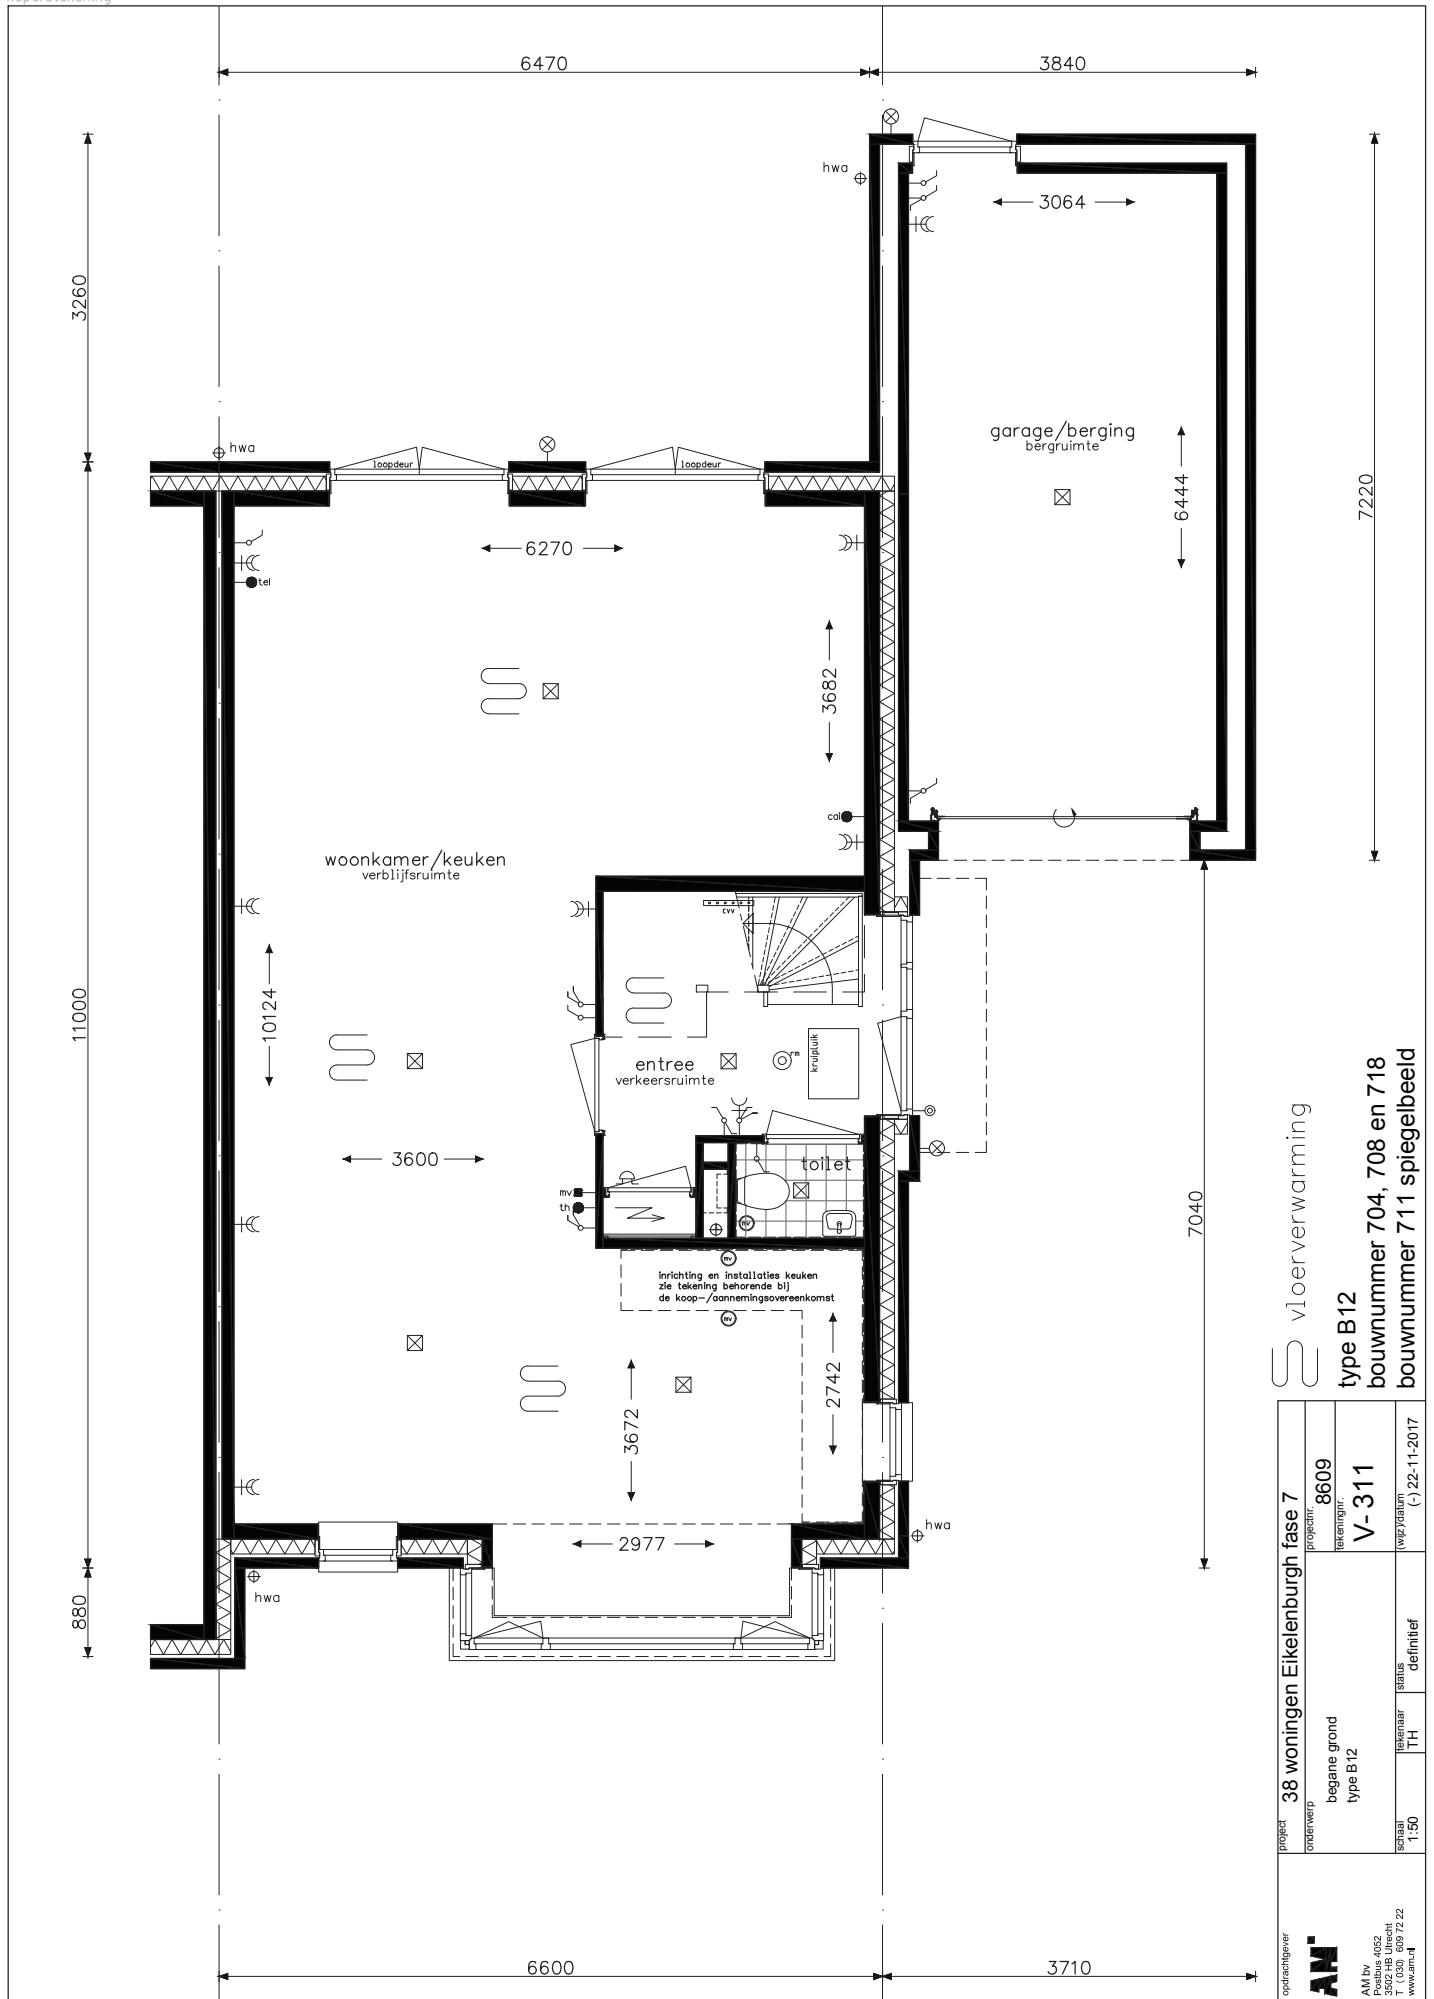 koperstekening
6470
3840
3260
hwa
3064
hwa
loopdeur
loopdeur
garage/berging
bergruimte
6444
7220
6270
tel
3682
cai
woonkamer/keuken
verblijfsruimte
cvv
11000
10124
entree
verkeersruimte
rm
kruipluik
3600
toilet
mv
th
mv
mv
inrichting en installaties keuken
zie tekening behorende bij
de koop-/aannemingsovereenkomst
mv
7040
2742
3672
2977
hwa
hwa
880
6600
3710
vloerverwarming
type B12
bouwnummer 704, 708 en 718
bouwnummer 711 spiegelbeeld
project
38 woningen Eikelenburgh fase 7
projectnr.
8609
onderwerp
begane grond
type B12
tekeningnr.
V- 311
schaal
1:50
tekenaar
TH
status
definitief
(wijz)datum
(-) 22-11-2017
opdrachtgever
AM
AM bv
Postbus 4052
3502 HB Utrecht
T (030) 609 72 22
www.am.nl